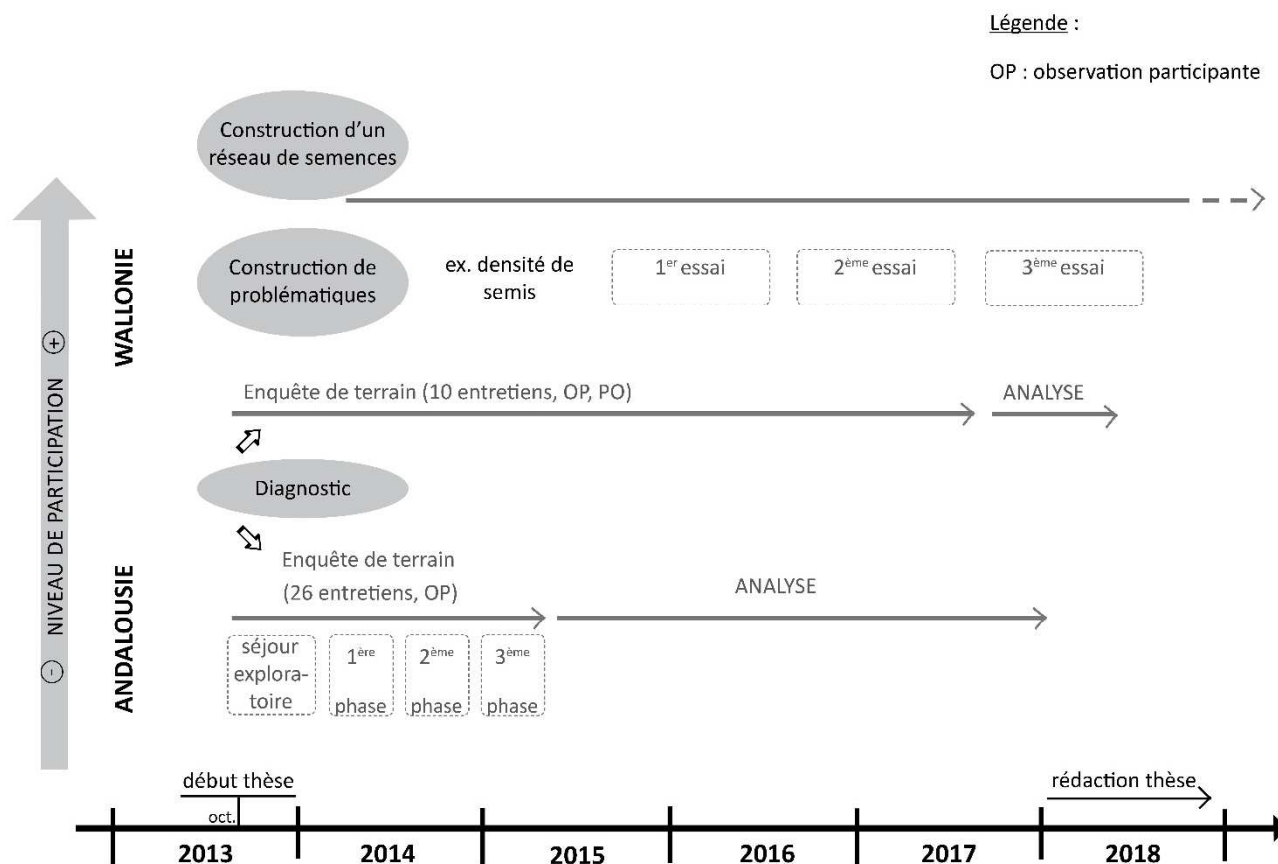 Légende :
OP : observation participante
Construction d'un
réseau de semences
Construction de
problématiques
ex. densité de
semis
1er essai
2ème essai
3ème essai
WALLONIE
NIVEAU DE PARTICIPATION
+
-
Enquête de terrain (10 entretiens, OP, PO)
ANALYSE
Diagnostic
ANDALOUSIE
Enquête de terrain
(26 entretiens, OP)
ANALYSE
séjour
explora-
toire
1ère
phase
2ème
phase
3ème
phase
début thèse
oct.
rédaction thèse
2013
2014
2015
2016
2017
2018